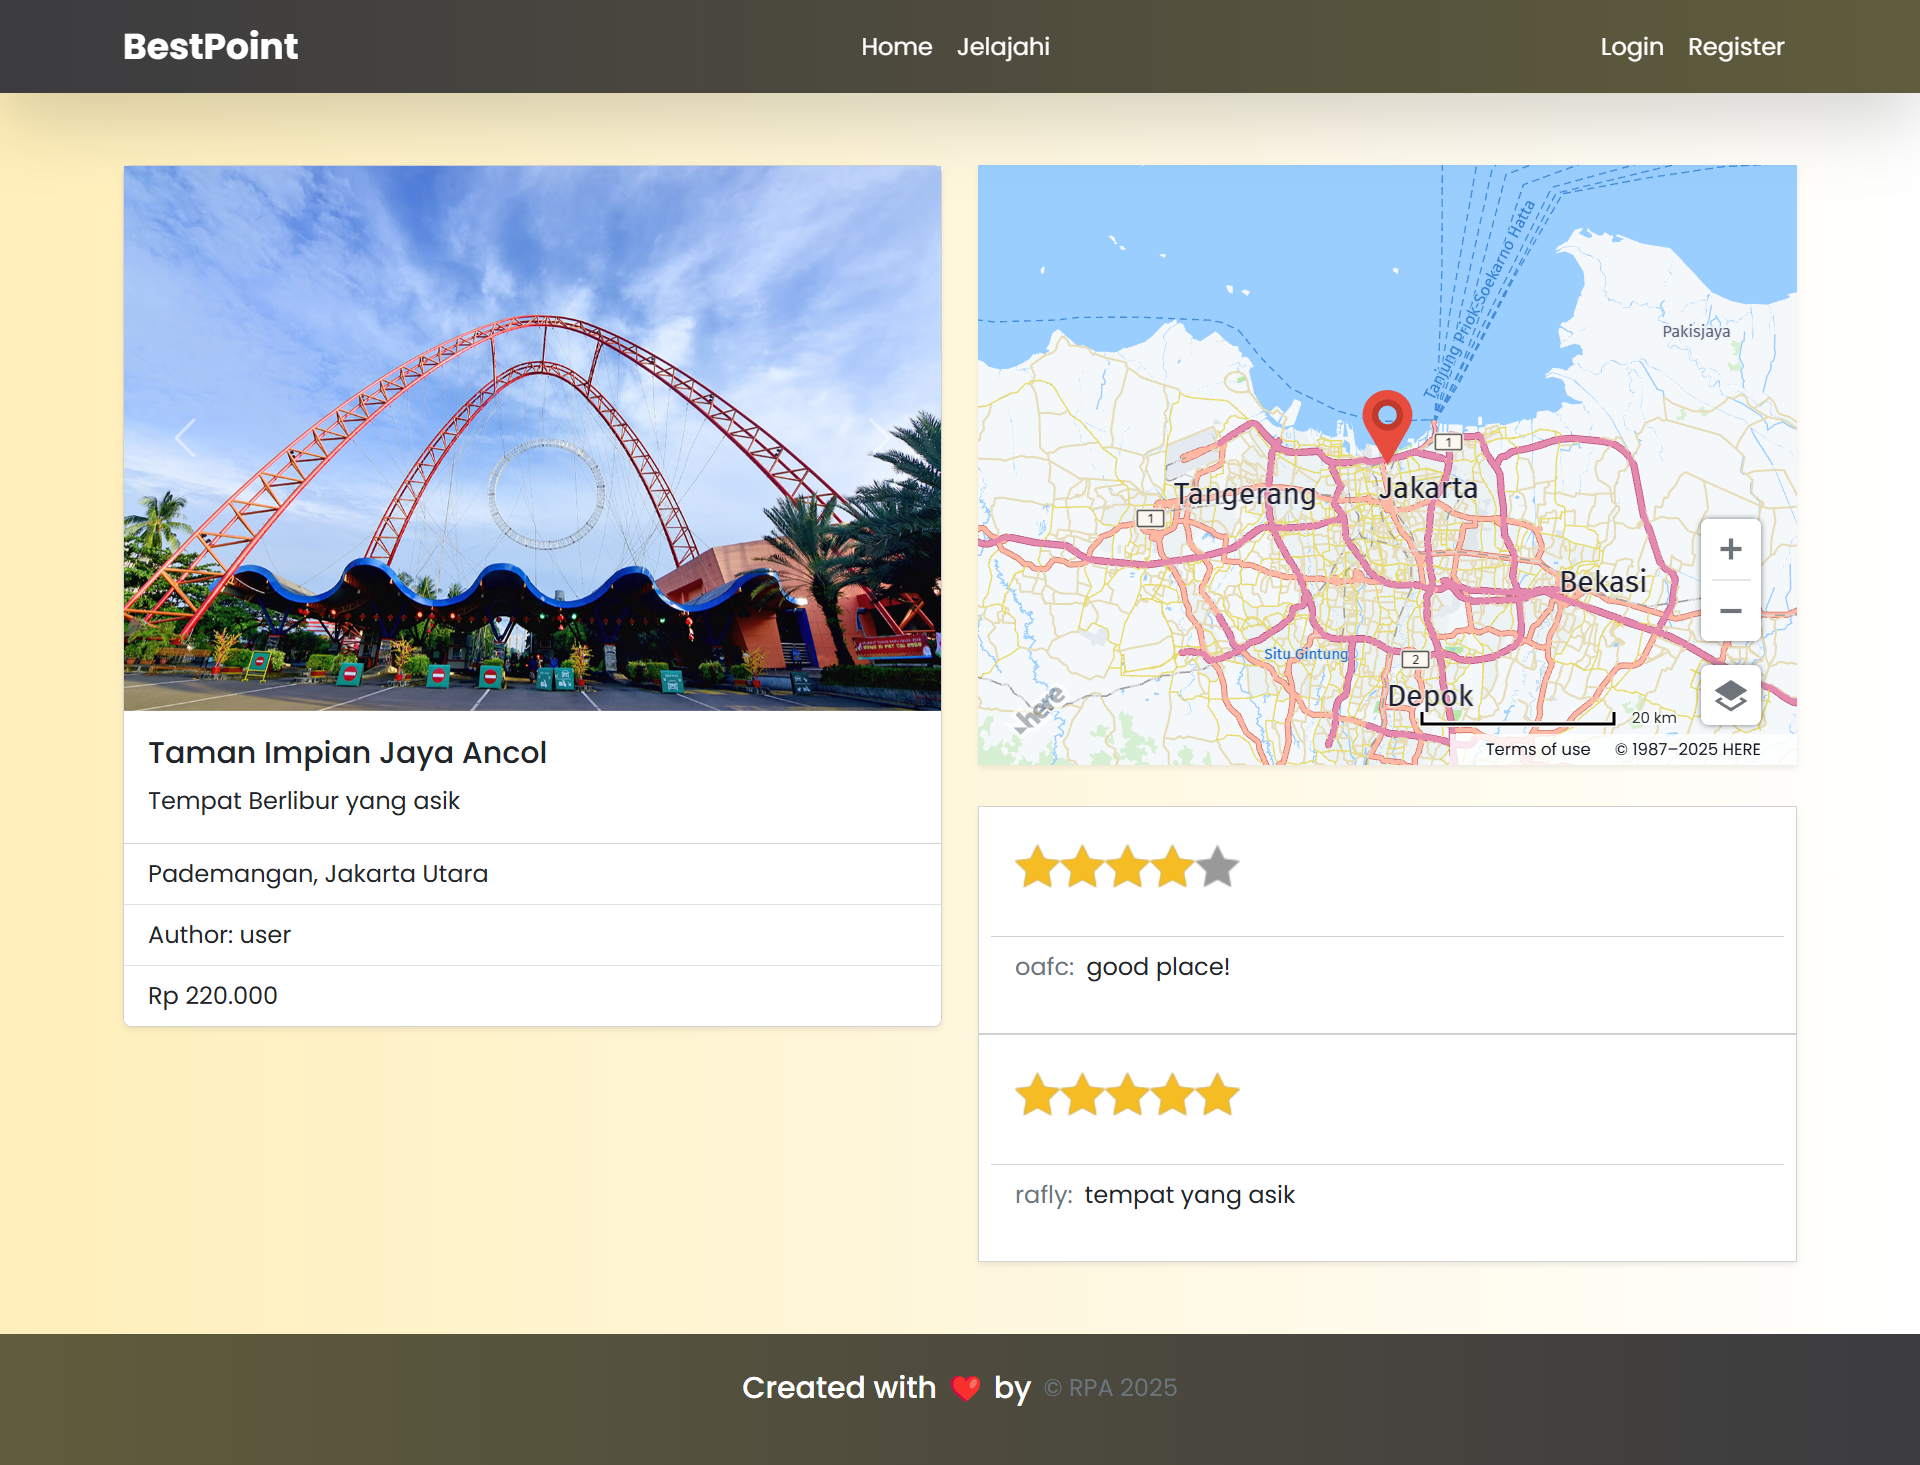 BestPoint
Home Jelajahi
Login Register
Taman Impian Jaya Ancol
Tempat Berlibur yang asik
Pademangan, Jakarta Utara
Author: user
Rp 220.000
Tanjung Priok-Soekarno Hatta
Pakisjaya
1
Tangerang
Jakarta
1
Bekasi
Situ Gintung
2
Depok
here
20 km
Terms of use © 1987–2025 HERE
oafc: good place!
rafly: tempat yang asik
Created with ❤️ by © RPA 2025